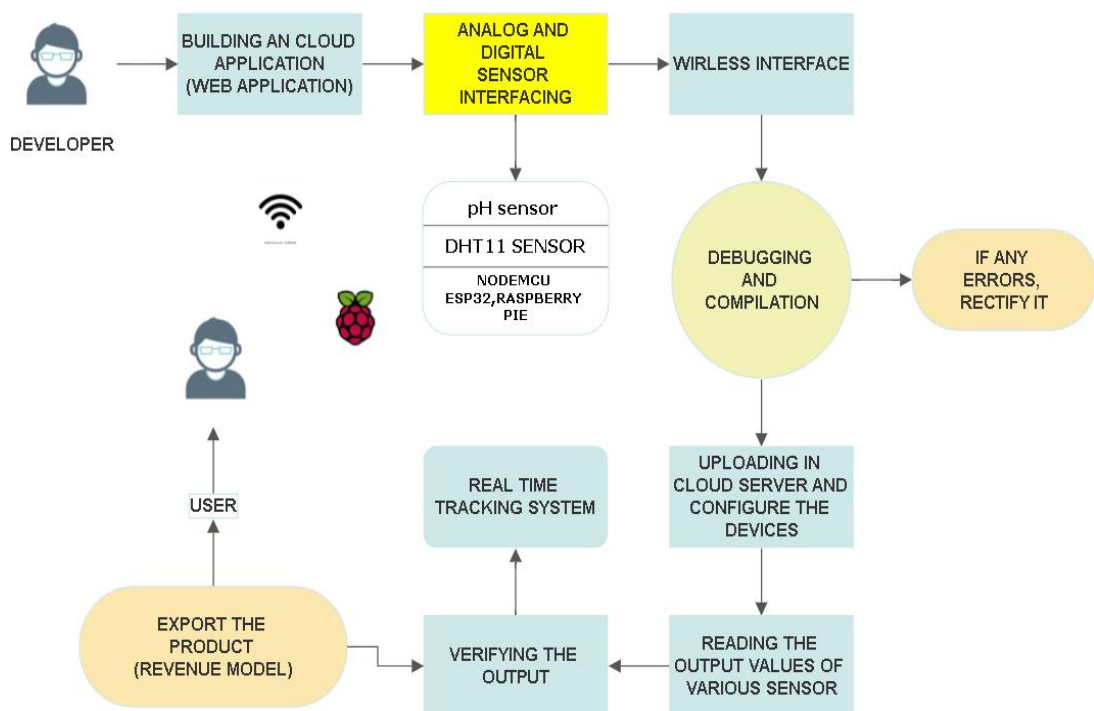 BUILDING AN CLOUD
APPLICATION
(WEB APPLICATION)
ANALOG AND
DIGITAL
SENSOR
INTERFACING
WIRLESS INTERFACE
DEVELOPER
pH sensor
DHT11 SENSOR
NODEMCU
ESP32,RASPBERRY
PIE
DEBUGGING
AND
COMPILATION
IF ANY
ERRORS,
RECTIFY IT
UPLOADING IN
CLOUD SERVER AND
CONFIGURE THE
DEVICES
REAL TIME
TRACKING SYSTEM
USER
EXPORT THE
PRODUCT
(REVENUE MODEL)
VERIFYING THE
OUTPUT
READING THE
OUTPUT VALUES OF
VARIOUS SENSOR